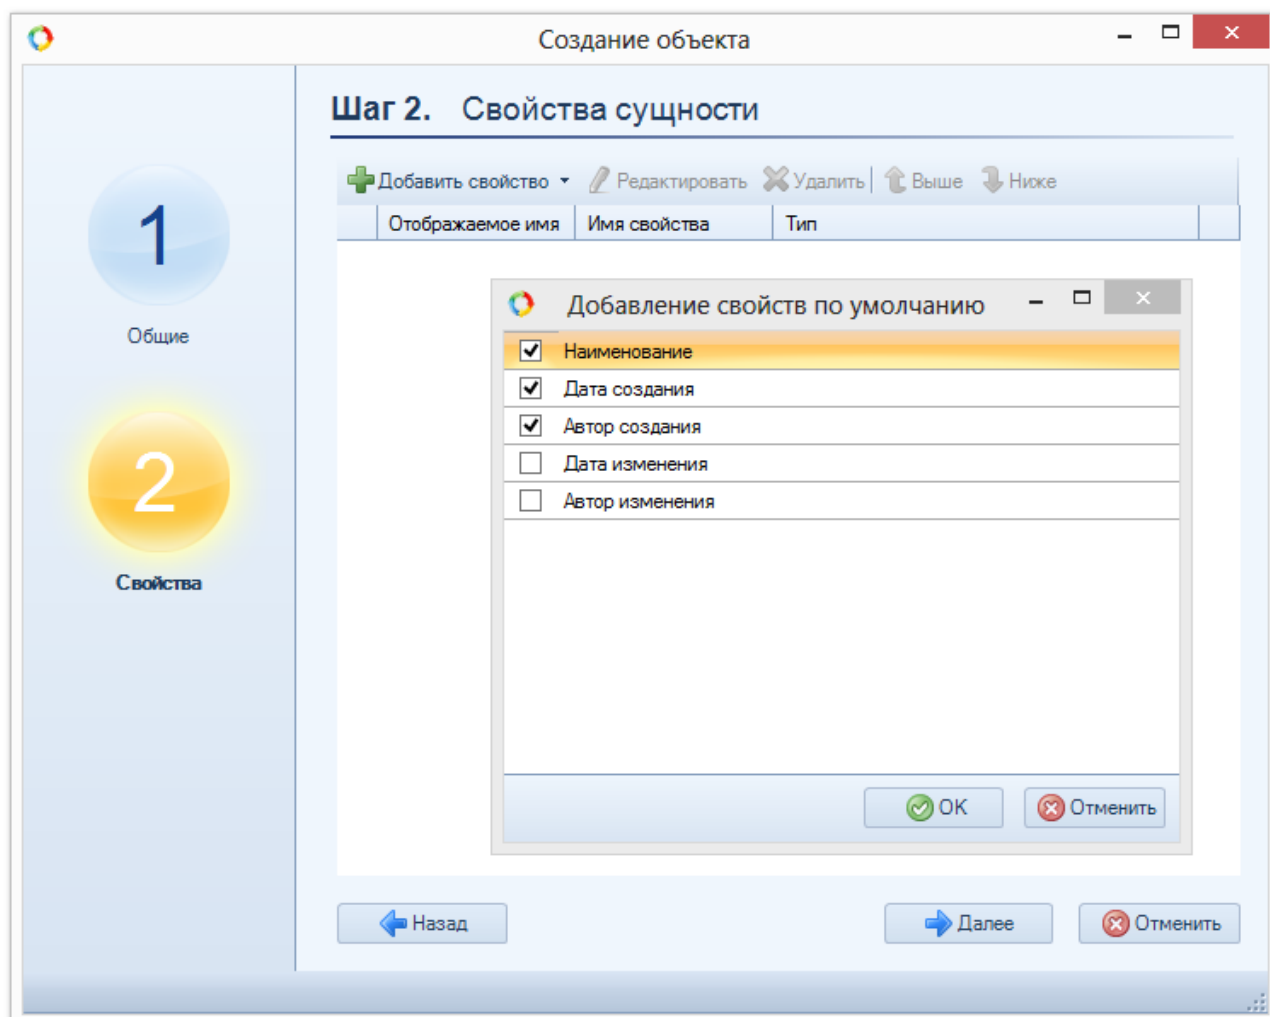 Создание объекта
Шаг 2. Свойства сущности
Добавить свойство Редактировать Удалить Выше Ниже
Отображаемое имя Имя свойства Тип
1
Общие
2
Свойства
Добавление свойств по умолчанию
Наименование
Дата создания
Автор создания
Дата изменения
Автор изменения
OK Отменить
Назад Далее Отменить